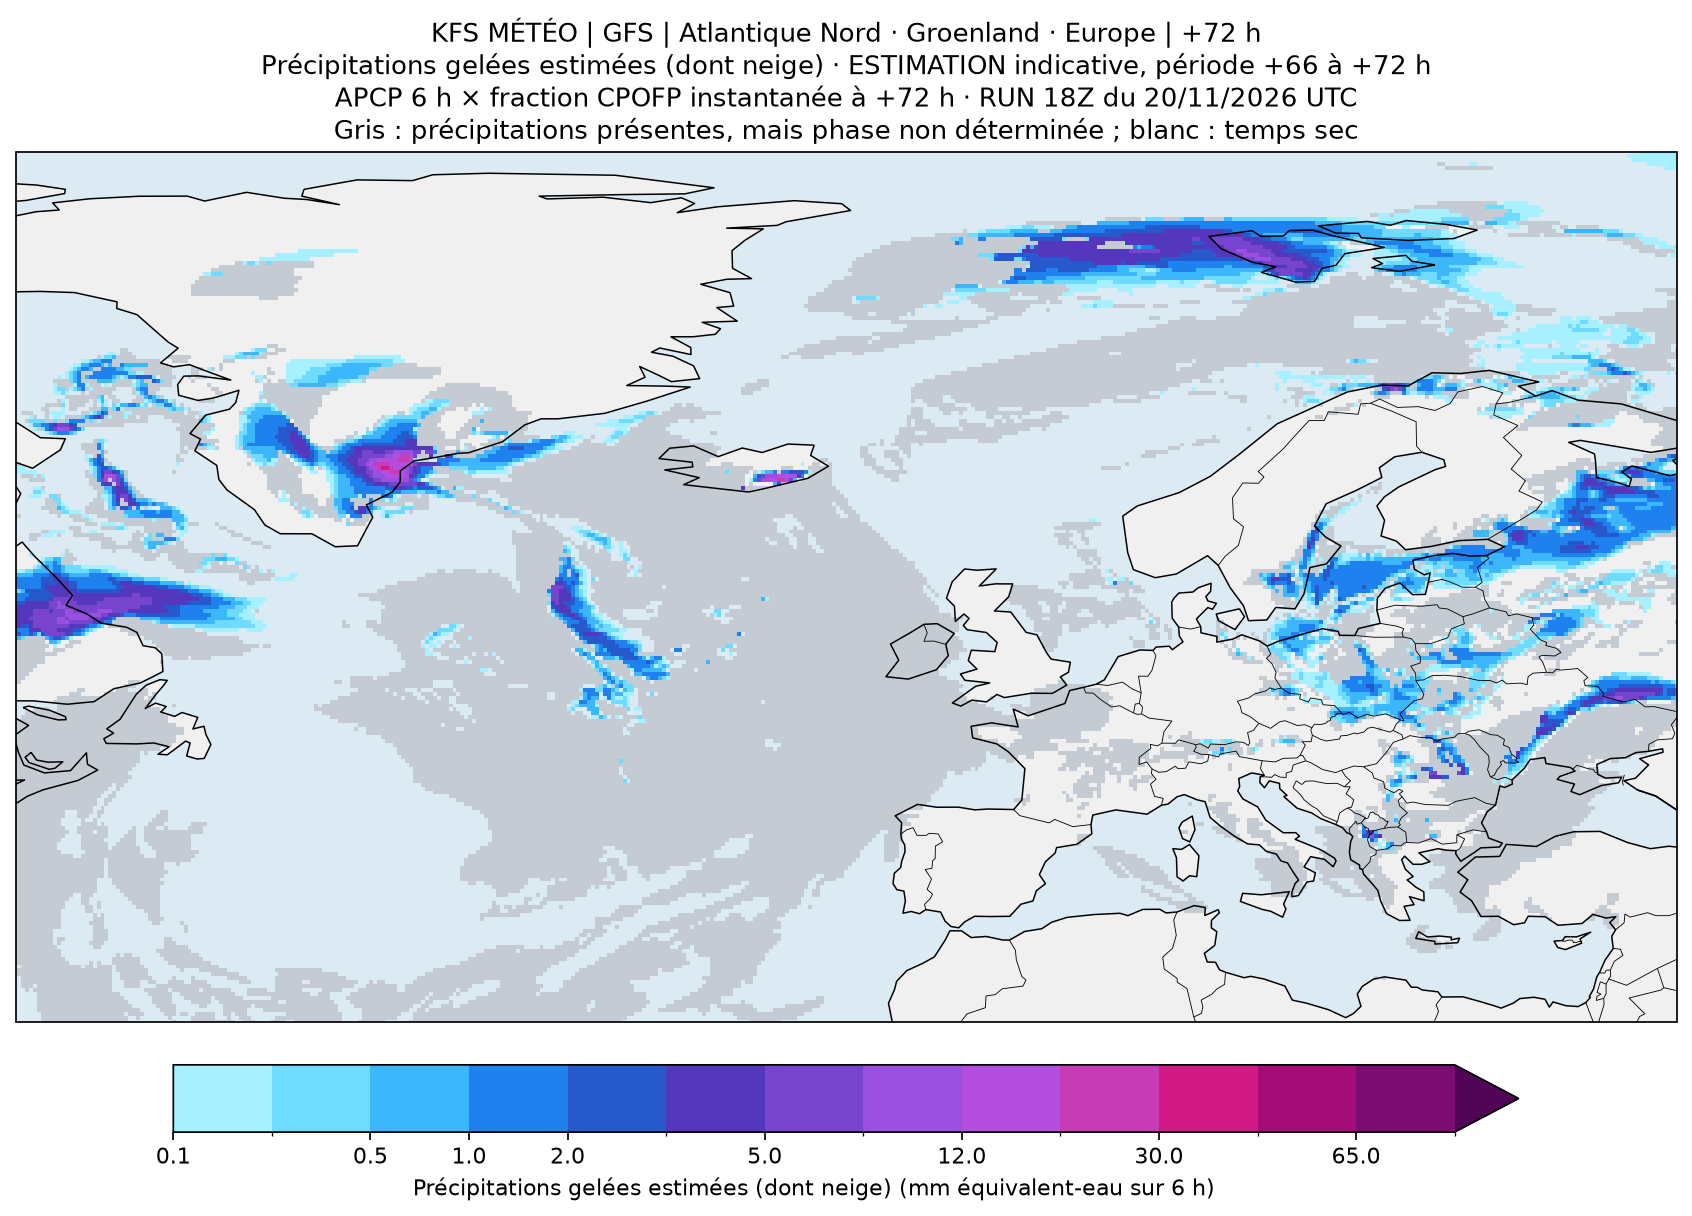 KFS MÉTÉO | GFS | Atlantique Nord · Groenland · Europe | +72 h
Précipitations gelées estimées (dont neige) · ESTIMATION indicative, période +66 à +72 h
APCP 6 h × fraction CPOFP instantanée à +72 h · RUN 18Z du 20/11/2026 UTC
Gris : précipitations présentes, mais phase non déterminée ; blanc : temps sec
0.1 0.5 1.0 2.0 5.0 12.0 30.0 65.0
Précipitations gelées estimées (dont neige) (mm équivalent-eau sur 6 h)